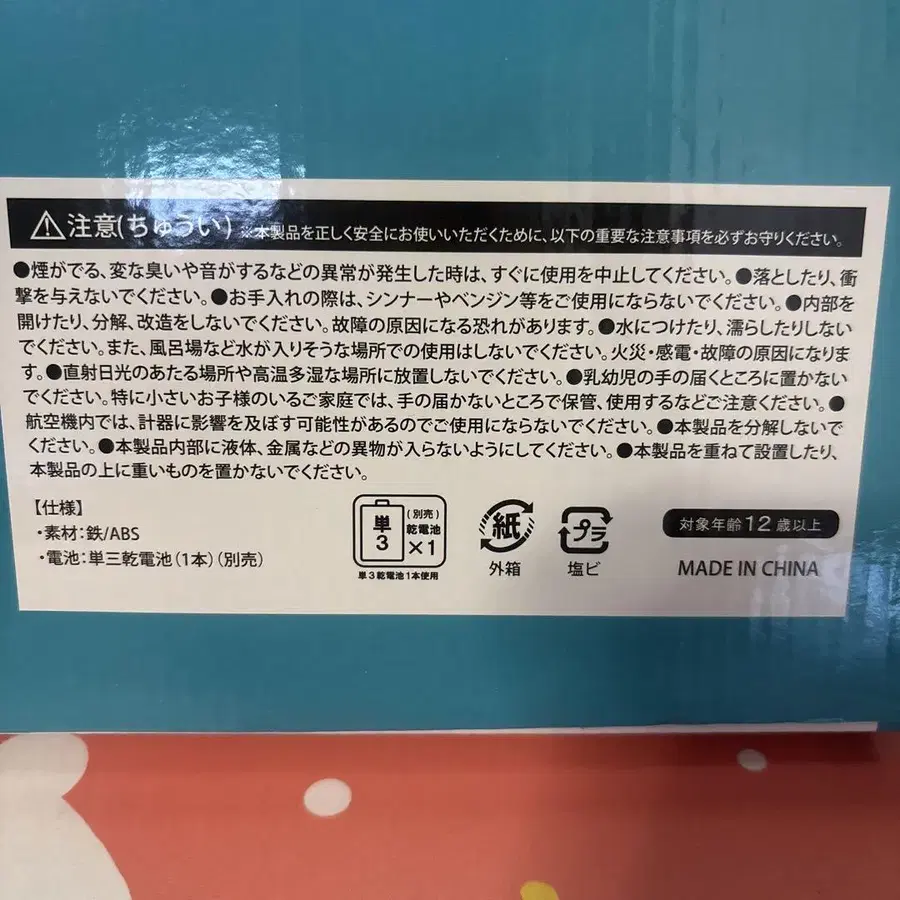 注意(ちゅうい) ※本製品を正しく安全にお使いいただくために、以下の重要な注意事項を必ずお守りください。
●煙がでる、変な臭いや音がするなどの異常が発生した時は、すぐに使用を中止してください。●落としたり、衝
撃を与えないでください。●お手入れの際は、シンナーやベンジン等をご使用にならないでください。●内部を
開けたり、分解、改造をしないでください。故障の原因になる恐れがあります。●水につけたり、濡らしたりしない
でください。また、風呂場など水が入りそうな場所での使用はしないでください。火災・感電・故障の原因になりま
す。●直射日光のあたる場所や高温多湿な場所に放置しないでください。●乳幼児の手の届くところに置かない
でください。特に小さいお子様のいるご家庭では、手の届かないところで保管、使用するなどご注意ください。●
航空機内では、計器に影響を及ぼす可能性があるのでご使用にならないでください。●本製品を分解しないで
ください。●本製品内部に液体、金属などの異物が入らないようにしてください。●本製品を重ねて設置したり、
本製品の上に重いものを置かないでください。
【仕様】
・素材:鉄/ABS
・電池:単三乾電池(1本)(別売)
単3
(別売)
乾電池
×1
単3乾電池1本使用
紙
外箱
プラ
塩ビ
対象年齢12歳以上
MADE IN CHINA